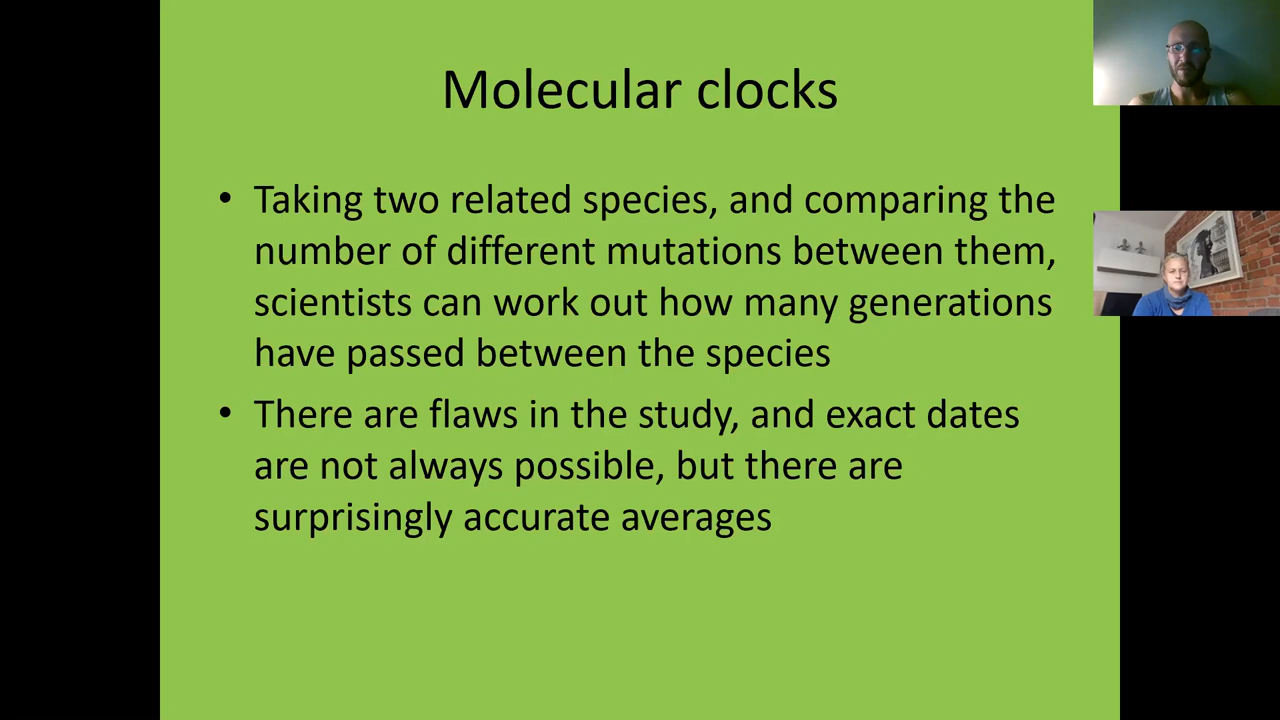 Molecular clocks
• Taking two related species, and comparing the
number of different mutations between them,
scientists can work out how many generations
have passed between the species
• There are flaws in the study, and exact dates
are not always possible, but there are
surprisingly accurate averages